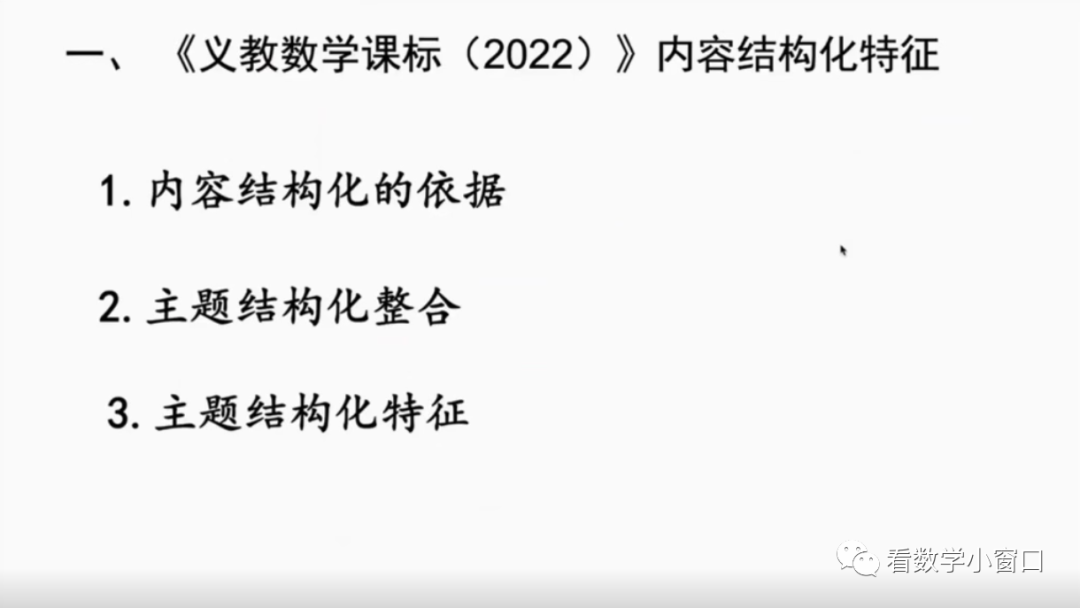 一、《义教数学课标（2022）》内容结构化特征
1. 内容结构化的依据
2. 主题结构化整合
3. 主题结构化特征
看数学小窗口